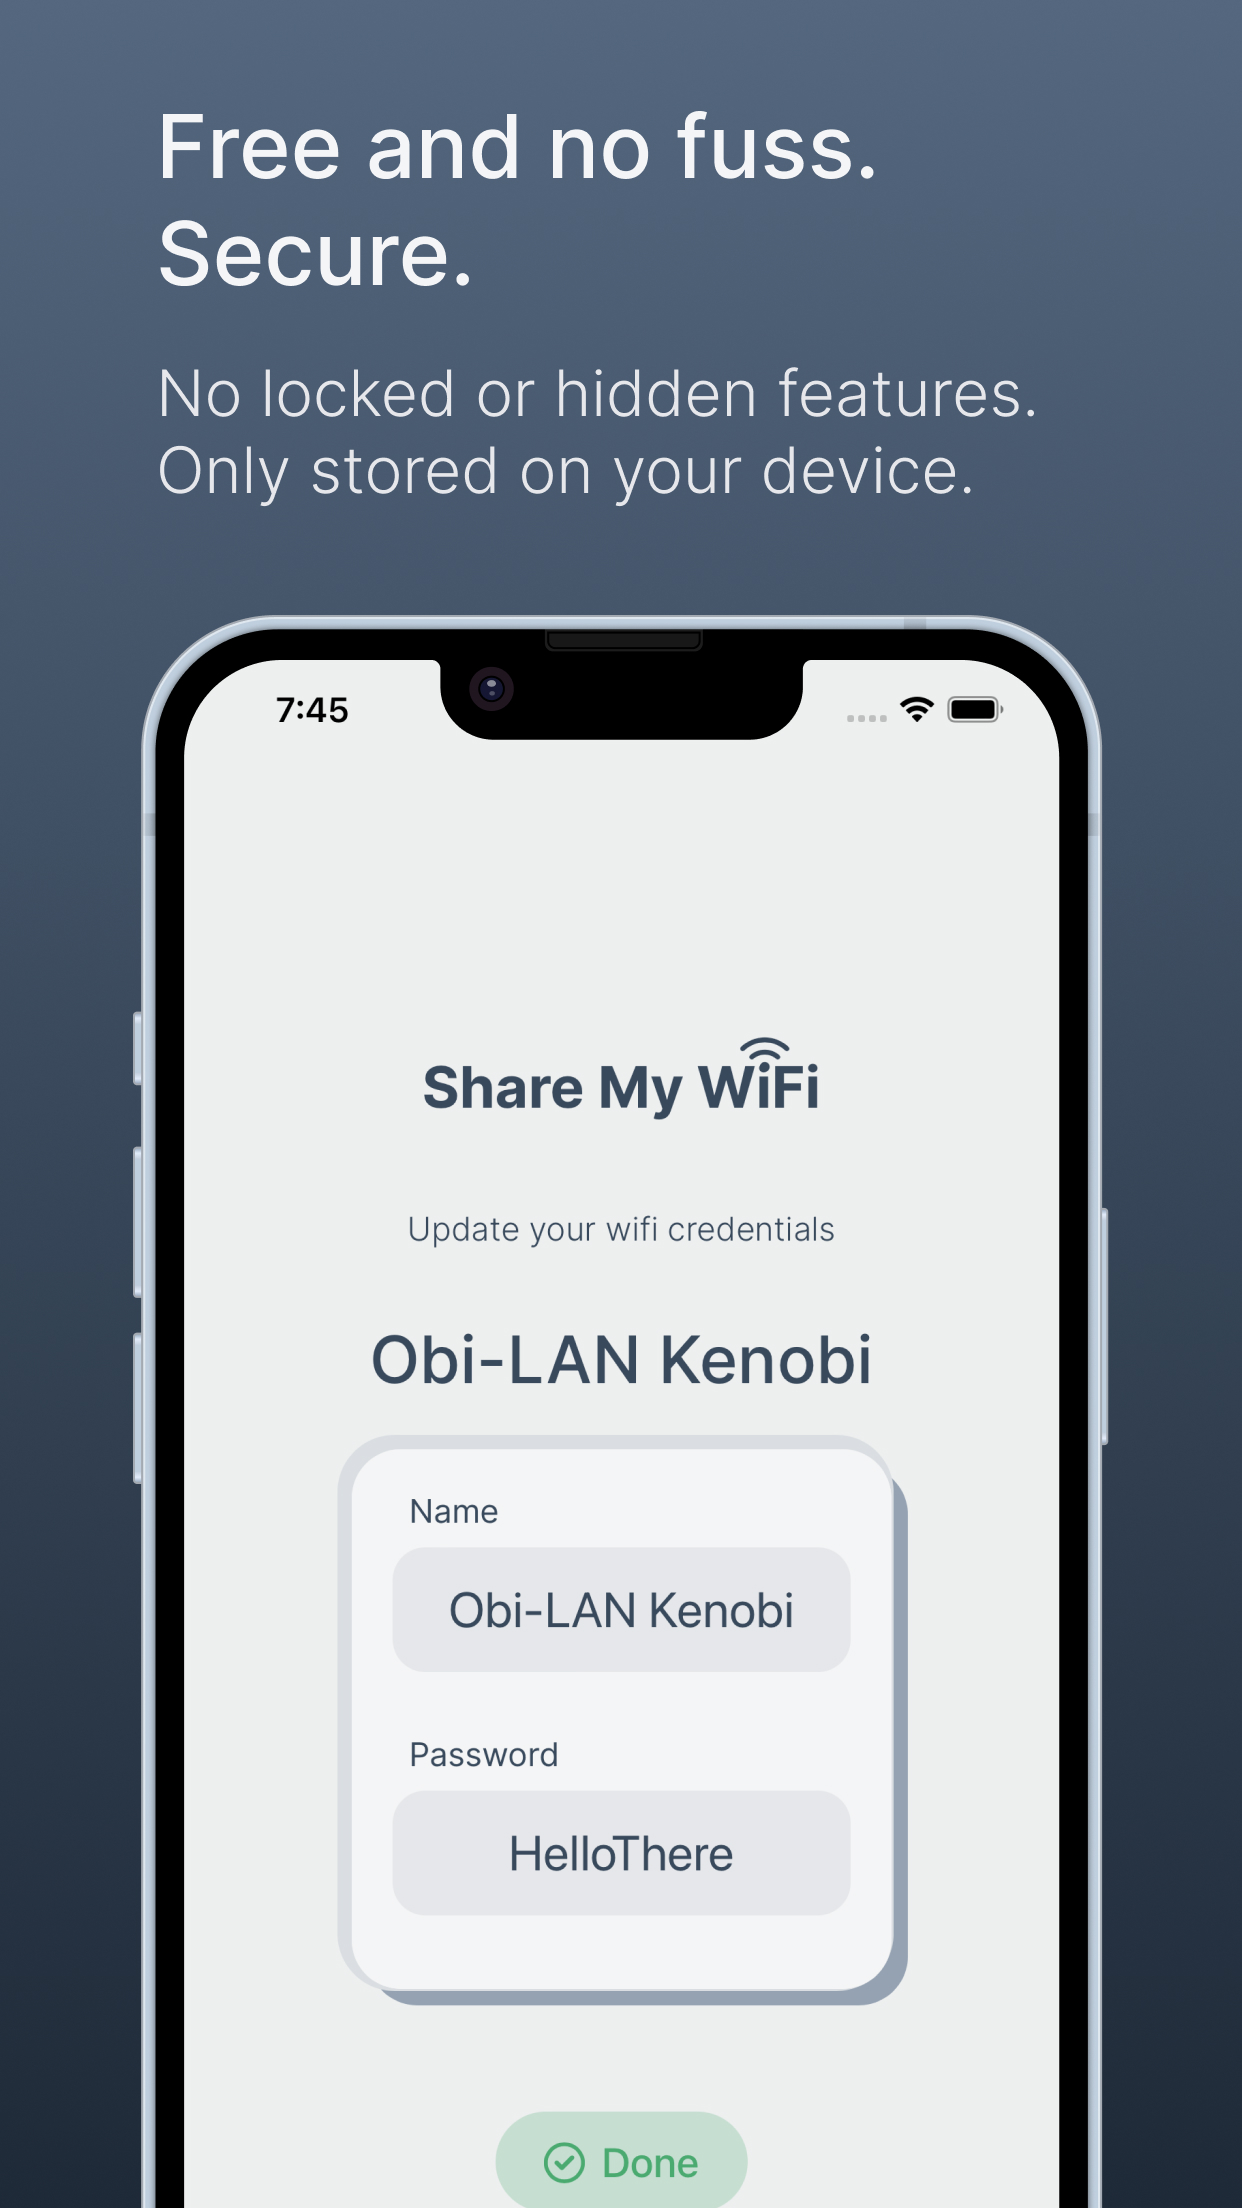 Free and no fuss.
Secure.
No locked or hidden features.
Only stored on your device.
7:45
Share My WiFi
Update your wifi credentials
Obi-LAN Kenobi
Name
Obi-LAN Kenobi
Password
HelloThere
Done